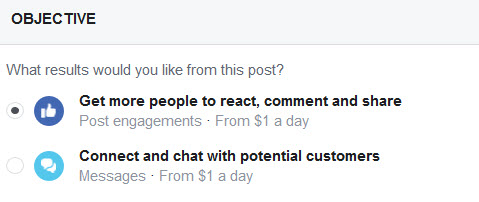 OBJECTIVE
What results would you like from this post?
Get more people to react, comment and share
Post engagements · From $1 a day
Connect and chat with potential customers
Messages · From $1 a day